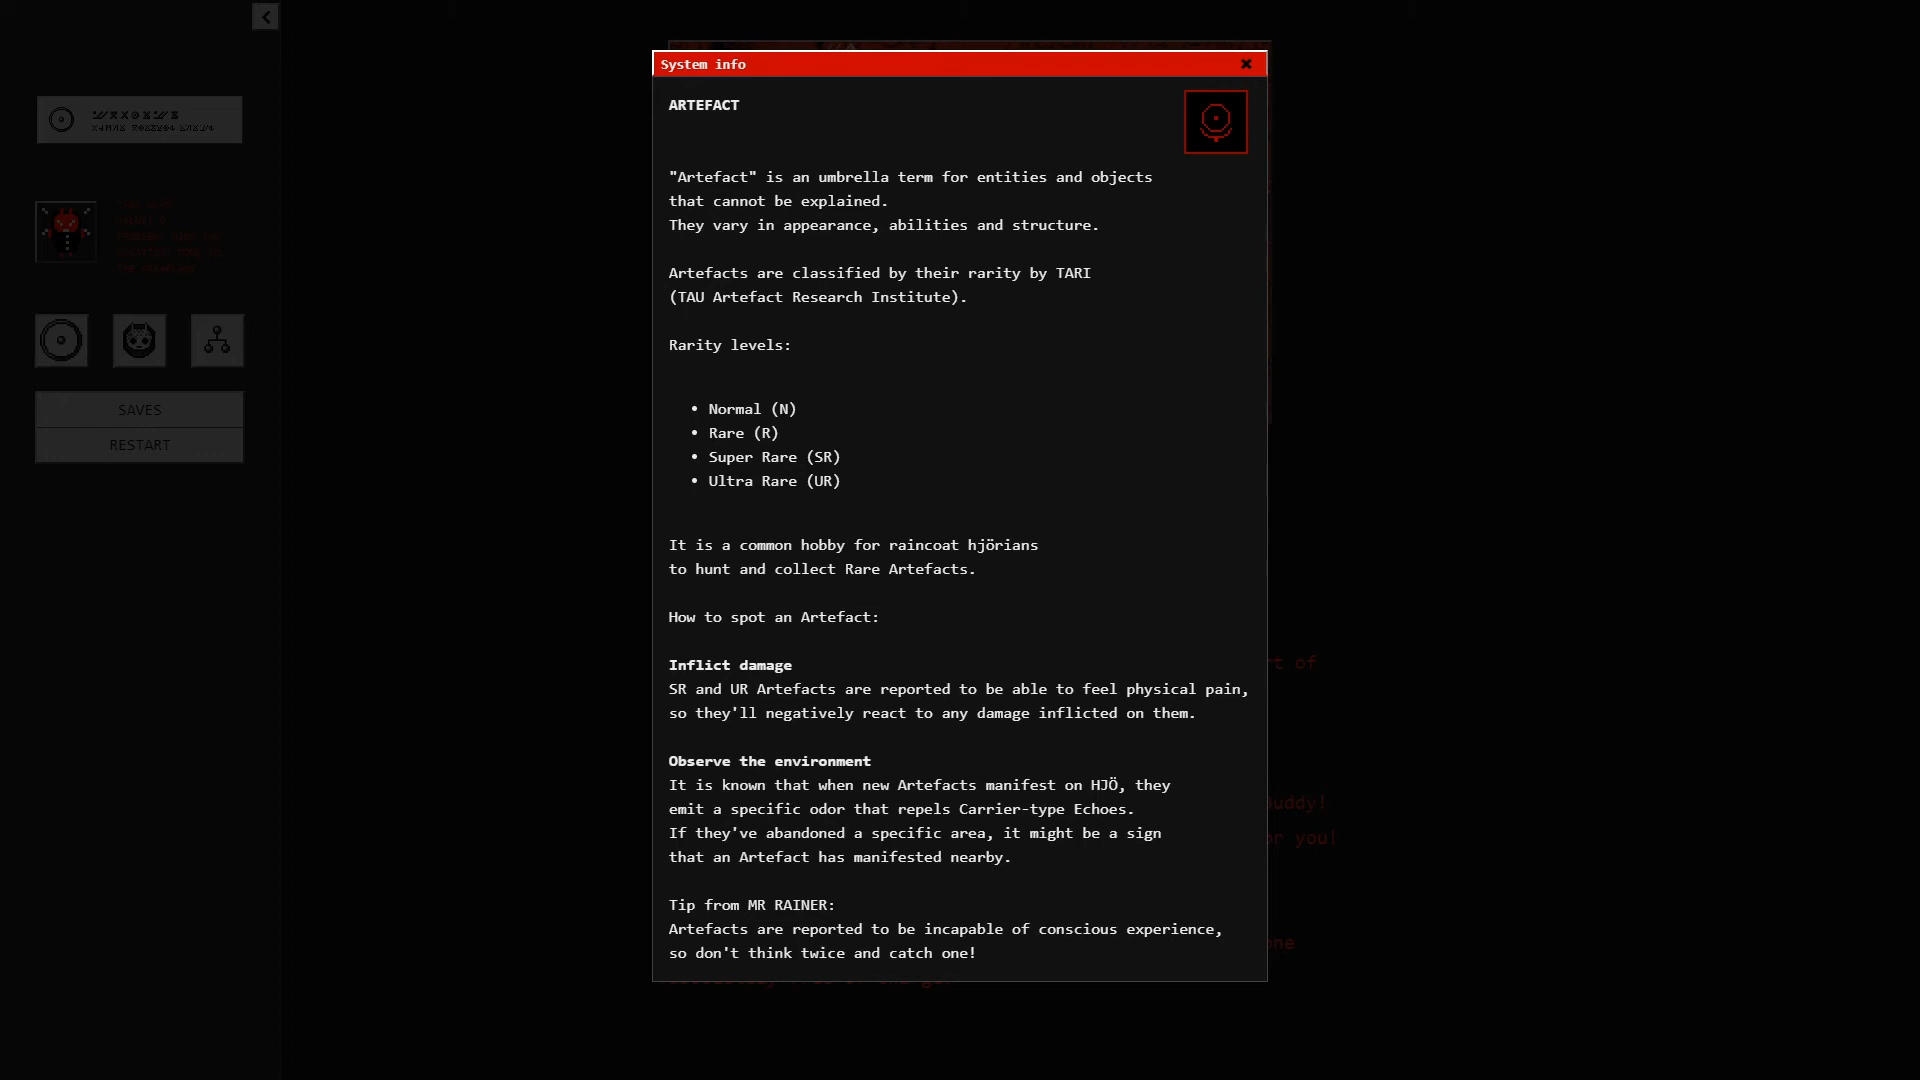 System info
ARTEFACT
"Artefact" is an umbrella term for entities and objects
that cannot be explained.
They vary in appearance, abilities and structure.
Artefacts are classified by their rarity by TARI
(TAU Artefact Research Institute).
Rarity levels:
• Normal (N)
• Rare (R)
• Super Rare (SR)
• Ultra Rare (UR)
It is a common hobby for raincoat hjörians
to hunt and collect Rare Artefacts.
How to spot an Artefact:
Inflict damage
SR and UR Artefacts are reported to be able to feel physical pain,
so they'll negatively react to any damage inflicted on them.
Observe the environment
It is known that when new Artefacts manifest on HJÖ, they
emit a specific odor that repels Carrier-type Echoes.
If they've abandoned a specific area, it might be a sign
that an Artefact has manifested nearby.
Tip from MR RAINER:
Artefacts are reported to be incapable of conscious experience,
so don't think twice and catch one!
SAVES
RESTART
of
you!